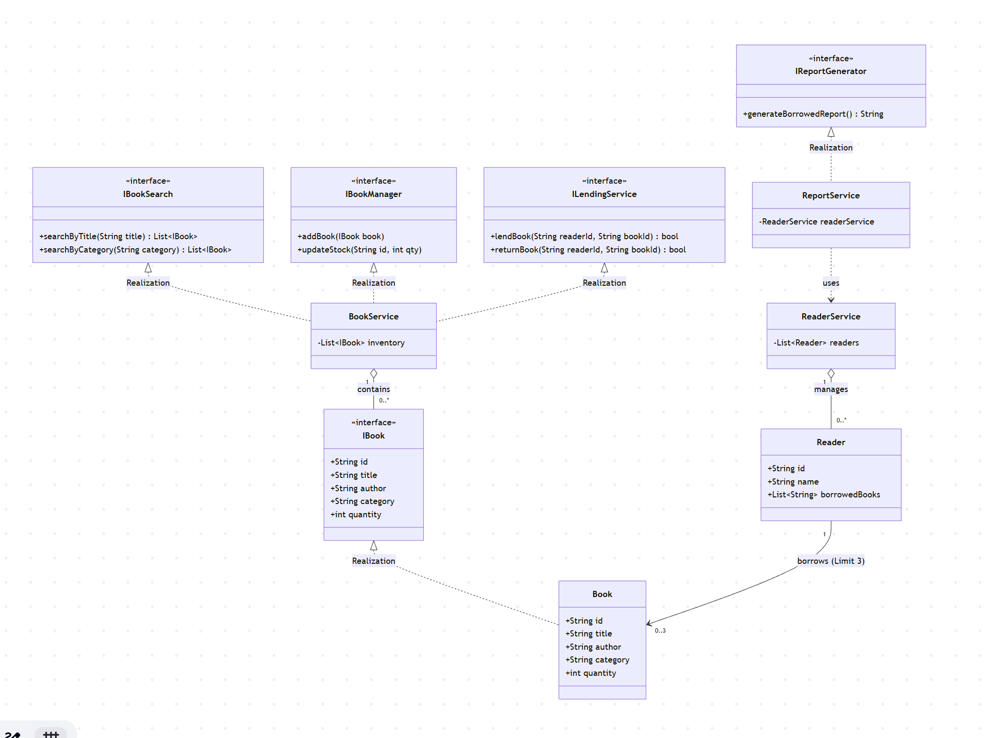 «interface»
IReportGenerator
+generateBorrowedReport() : String
Realization
«interface»
IBookSearch
+searchByTitle(String title) : List<IBook>
+searchByCategory(String category) : List<IBook>
«interface»
IBookManager
+addBook(IBook book)
+updateStock(String id, int qty)
«interface»
ILendingService
+lendBook(String readerId, String bookId) : bool
+returnBook(String readerId, String bookId) : bool
ReportService
-ReaderService readerService
Realization
Realization
Realization
uses
BookService
-List<IBook> inventory
ReaderService
-List<Reader> readers
1
contains
0..*
1
manages
0..*
«interface»
IBook
+String id
+String title
+String author
+String category
+int quantity
Reader
+String id
+String name
+List<String> borrowedBooks
Realization
1
borrows (Limit 3)
0..3
Book
+String id
+String title
+String author
+String category
+int quantity